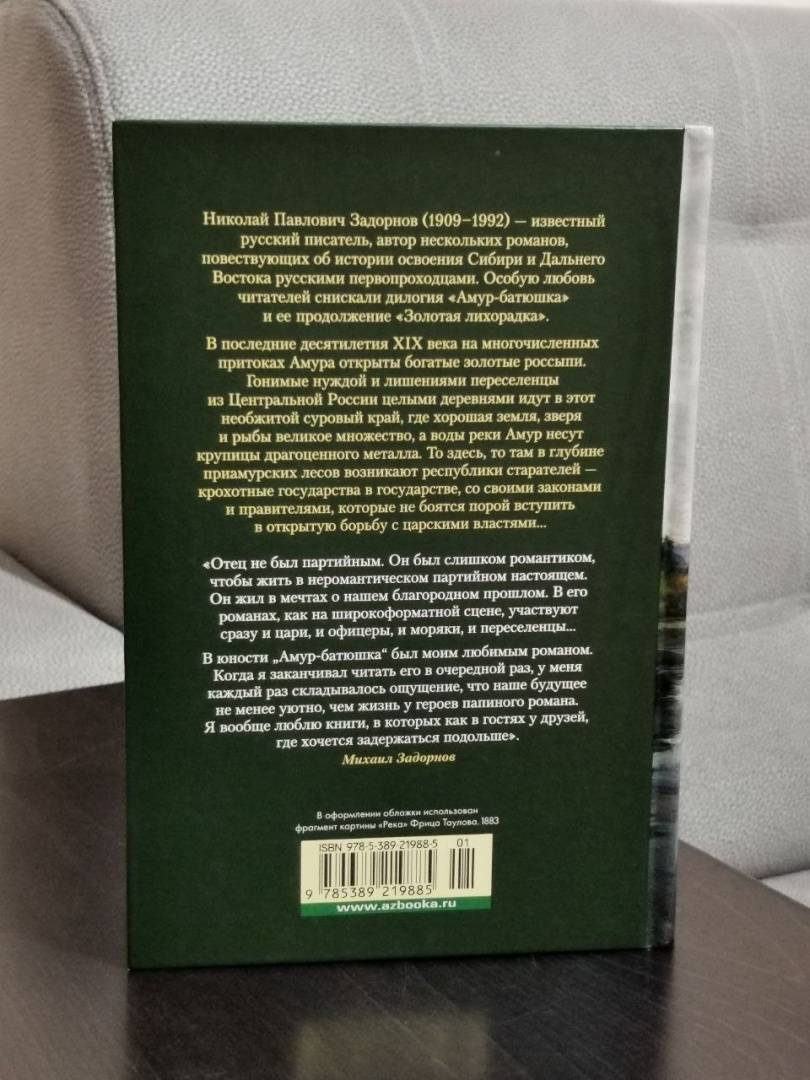 Николай Павлович Задорнов (1909–1992) — известный
русский писатель, автор нескольких романов,
повествующих об истории освоения Сибири и Дальнего
Востока русскими первопроходцами. Особую любовь
читателей снискали дилогия «Амур-батюшка»
и ее продолжение «Золотая лихорадка».
В последние десятилетия XIX века на многочисленных
притоках Амура открыты богатые золотые россыпи.
Гонимые нуждой и лишениями переселенцы
из Центральной России целыми деревнями идут в этот
необжитой суровый край, где хорошая земля, зверя
и рыбы великое множество, а воды реки Амур несут
крупицы драгоценного металла. То здесь, то там в глубине
приамурских лесов возникают республики старателей —
крохотные государства в государстве, со своими законами
и правителями, которые не боятся порой вступить
в открытую борьбу с царскими властями...
«Отец не был партийным. Он был слишком романтиком,
чтобы жить в неромантическом партийном настоящем.
Он жил в мечтах о нашем благородном прошлом. В его
романах, как на широкоформатной сцене, участвуют
сразу и цари, и офицеры, и моряки, и переселенцы...
В юности „Амур-батюшка“ был моим любимым романом.
Когда я заканчивал читать его в очередной раз, у меня
каждый раз складывалось ощущение, что наше будущее
не менее уютно, чем жизнь у героев папиного романа.
Я вообще люблю книги, в которых как в гостях у друзей,
где хочется задержаться подольше».
Михаил Задорнов
В оформлении обложки использован
фрагмент картины «Река» Фрица Таулова. 1883
ISBN 978-5-389-21988-5
01
9 785389 219885
www.azbooka.ru